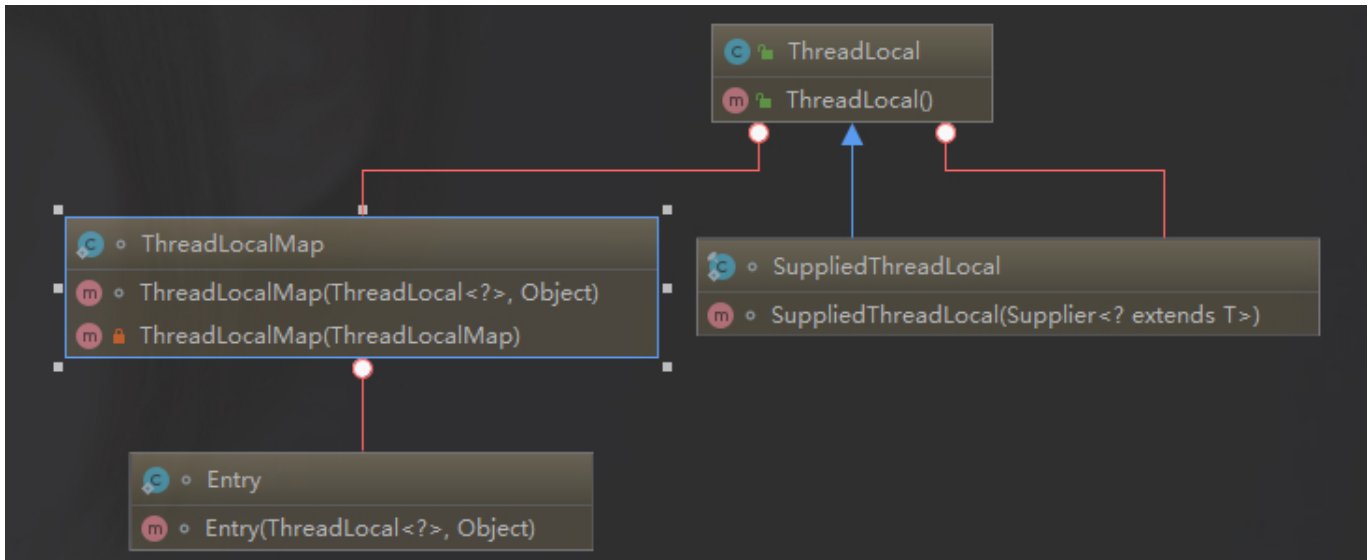 ThreadLocal
ThreadLocal()
ThreadLocalMap
ThreadLocalMap(ThreadLocal<?>, Object)
ThreadLocalMap(ThreadLocalMap)
SuppliedThreadLocal
SuppliedThreadLocal(Supplier<? extends T>)
Entry
Entry(ThreadLocal<?>, Object)